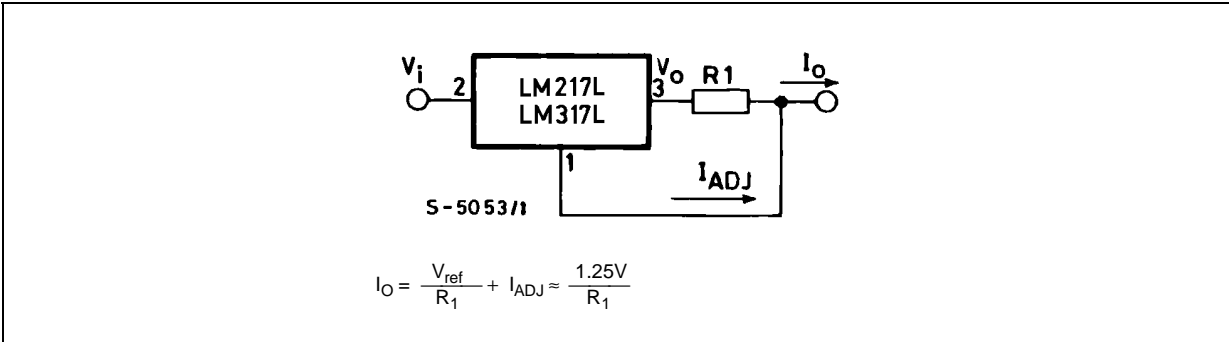 Vi 2 LM217L Vo 3 R1 IO
LM317L
1
IADJ
S-5053/1
IO = Vref / R1 + IADJ ≈ 1.25V / R1